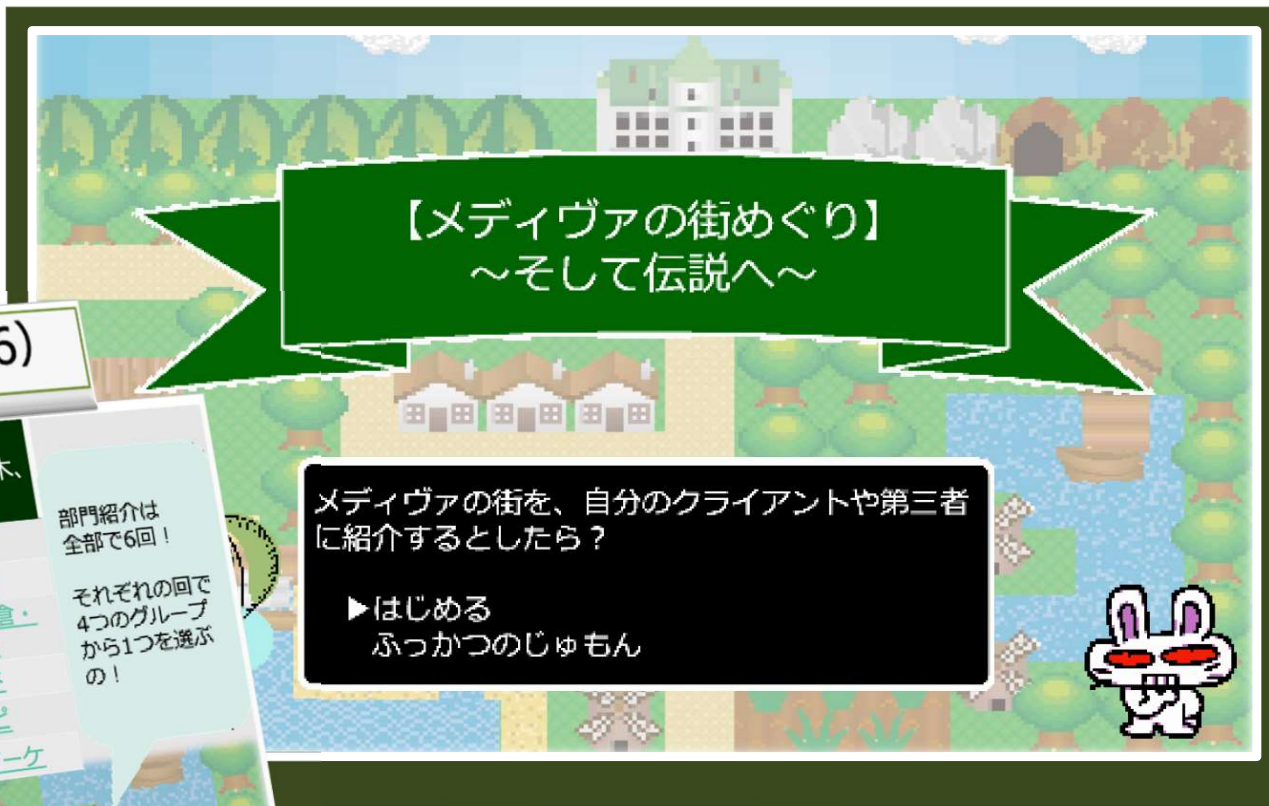 【メディヴァの街めぐり】
～そして伝説へ～
メディヴァの街を、自分のクライアントや第三者
に紹介するとしたら？
▶はじめる
ふっかつのじゅもん
6)
木、
部門紹介は
全部で6回！
それぞれの回で
4つのグループ
から1つを選ぶ
の！
倉・
ーケ